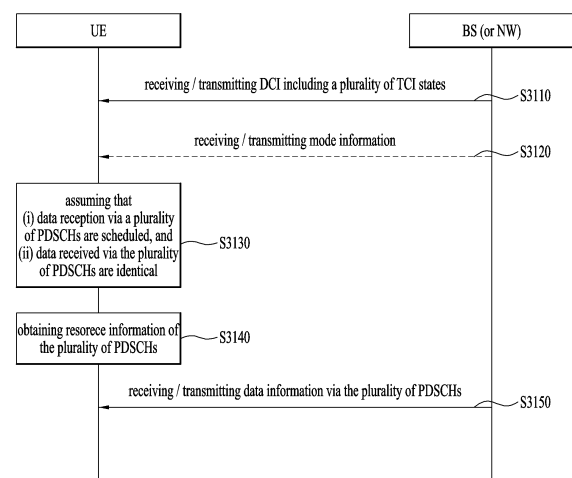 UE
BS (or NW)
receiving / transmitting DCI including a plurality of TCI states
S3110
receiving / transmitting mode information
S3120
assuming that
(i) data reception via a plurality
of PDSCHs are scheduled, and
(ii) data received via the plurality
of PDSCHs are identical
S3130
obtaining resorece information of
the plurality of PDSCHs
S3140
receiving / transmitting data information via the plurality of PDSCHs
S3150